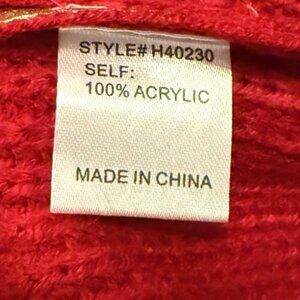 STYLE# H40230
SELF:
100% ACRYLIC
MADE IN CHINA